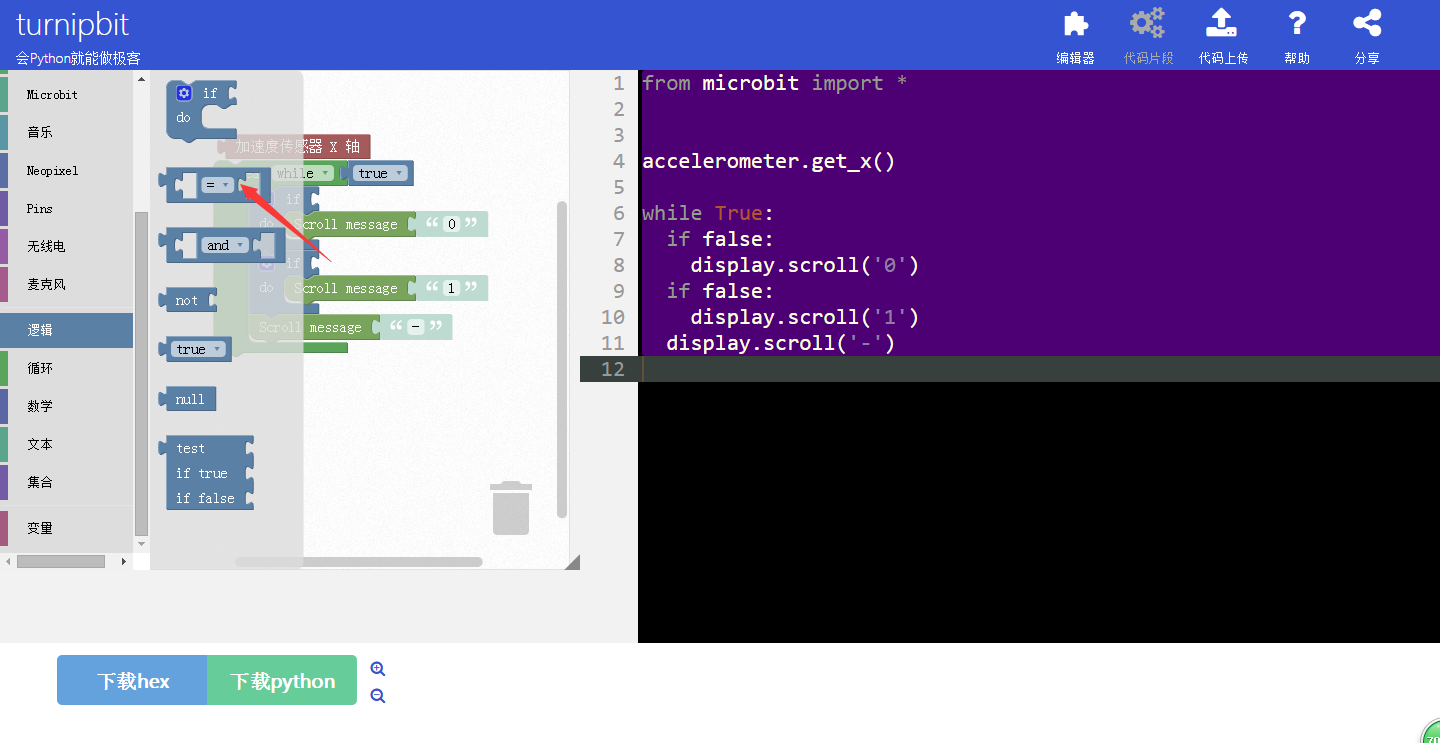 turnipbit
会Python就能做极客
编辑器
代码片段
代码上传
帮助
分享
Microbit
音乐
Neopixel
Pins
无线电
麦克风
逻辑
循环
数学
文本
集合
变量
if
do
=
and
not
true
null
test
if true
if false
加速度传感器 X 轴
while true
if
do Scroll message “ 0 ”
if
do Scroll message “ 1 ”
Scroll message “ - ”
1 from microbit import *
2
3
4 accelerometer.get_x()
5
6 while True:
7 if false:
8 display.scroll('0')
9 if false:
10 display.scroll('1')
11 display.scroll('-')
12
下载hex
下载python